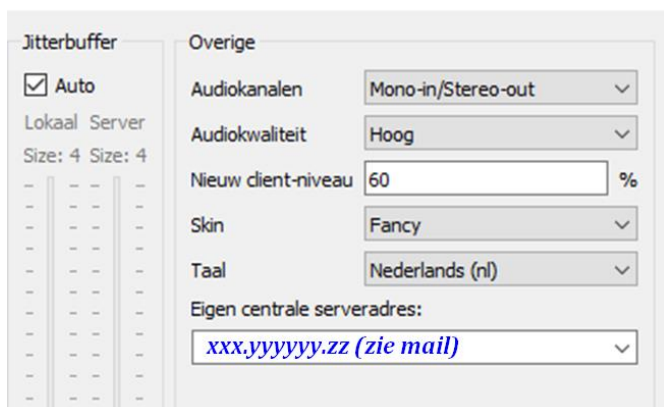 Jitterbuffer
Auto
Lokaal Server
Size: 4 Size: 4
Overige
Audiokanalen Mono-in/Stereo-out
Audiokwaliteit Hoog
Nieuw client-niveau 60 %
Skin Fancy
Taal Nederlands (nl)
Eigen centrale serveradres:
xxx.yyyyyy.zz (zie mail)